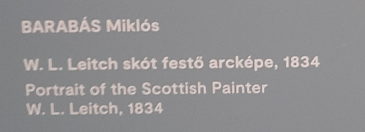 BARABÁS Miklós
W. L. Leitch skót festő arcképe, 1834
Portrait of the Scottish Painter
W. L. Leitch, 1834